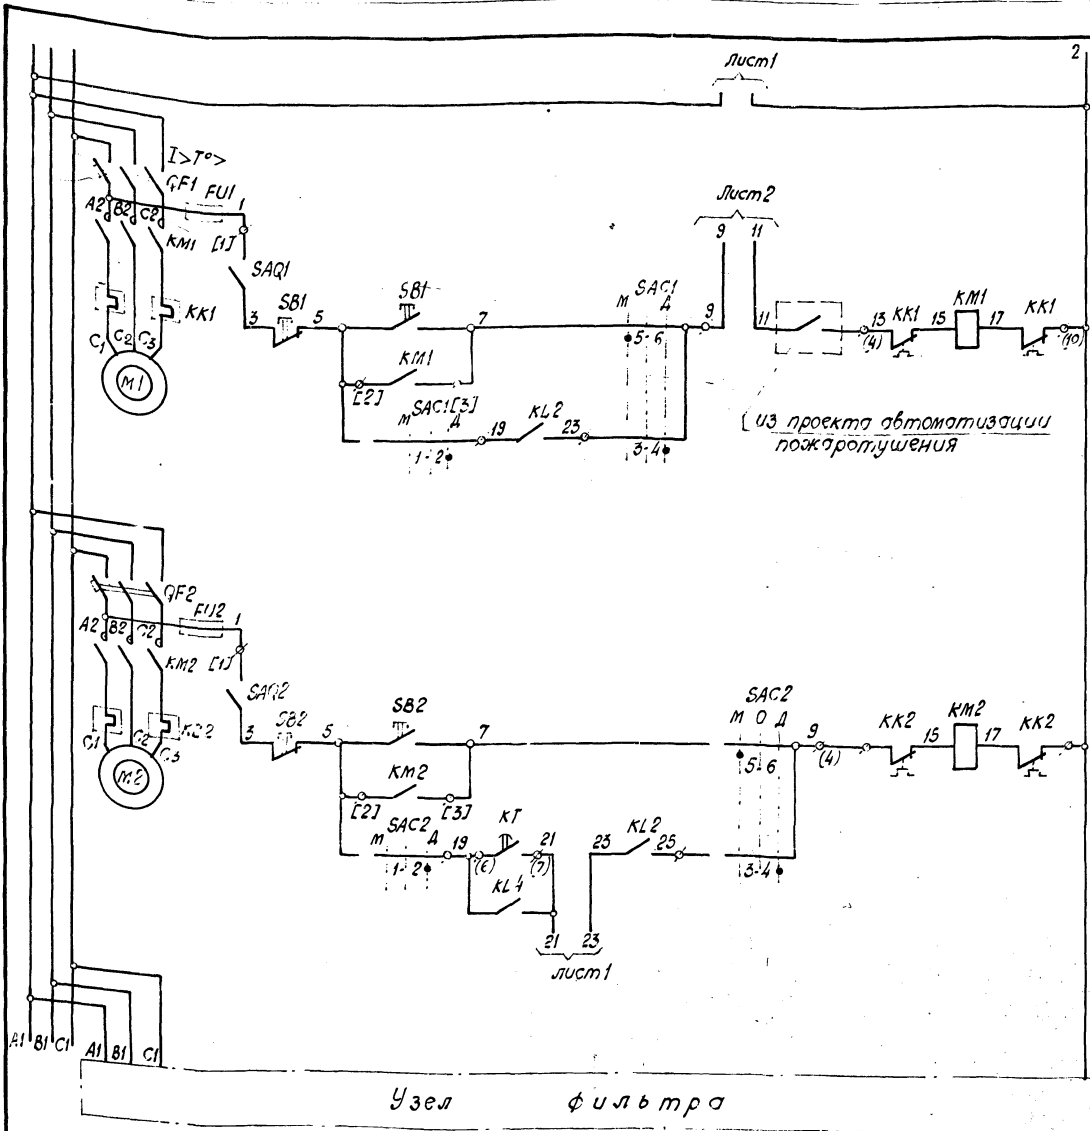 Лист1
2
I>T°>
QF1
FU1
1
A2 B2 C2
KM1
[1]
Лист2
9 11
SAQ1
KK1
3 SB1 5
SB1
7
М SAC1 Д
5-6
9
11
13
(4)
KK1
15
KM1
17
KK1
(10)
C1 C2 C3
M1
KM1
[2]
М SAC1[3] Д
1-2
19
KL2
23
3-4
из проекта автоматизации
пожаротушения
QF2
FU2
1
A2 B2 C2
KM2
[1]
SAQ2
3 SB2 5
SB2
7
SAC2
М О Д
5-6
9
(4)
KK2
15
KM2
17
KK2
C1 C2 C3
M2
KM2
[2] [3]
М SAC2 Д
1-2
19
(6)
KT
21
(7)
23
KL2
25
3-4
KL4
21 23
лист1
A1 B1 C1
A1 B1 C1
Узел фильтра